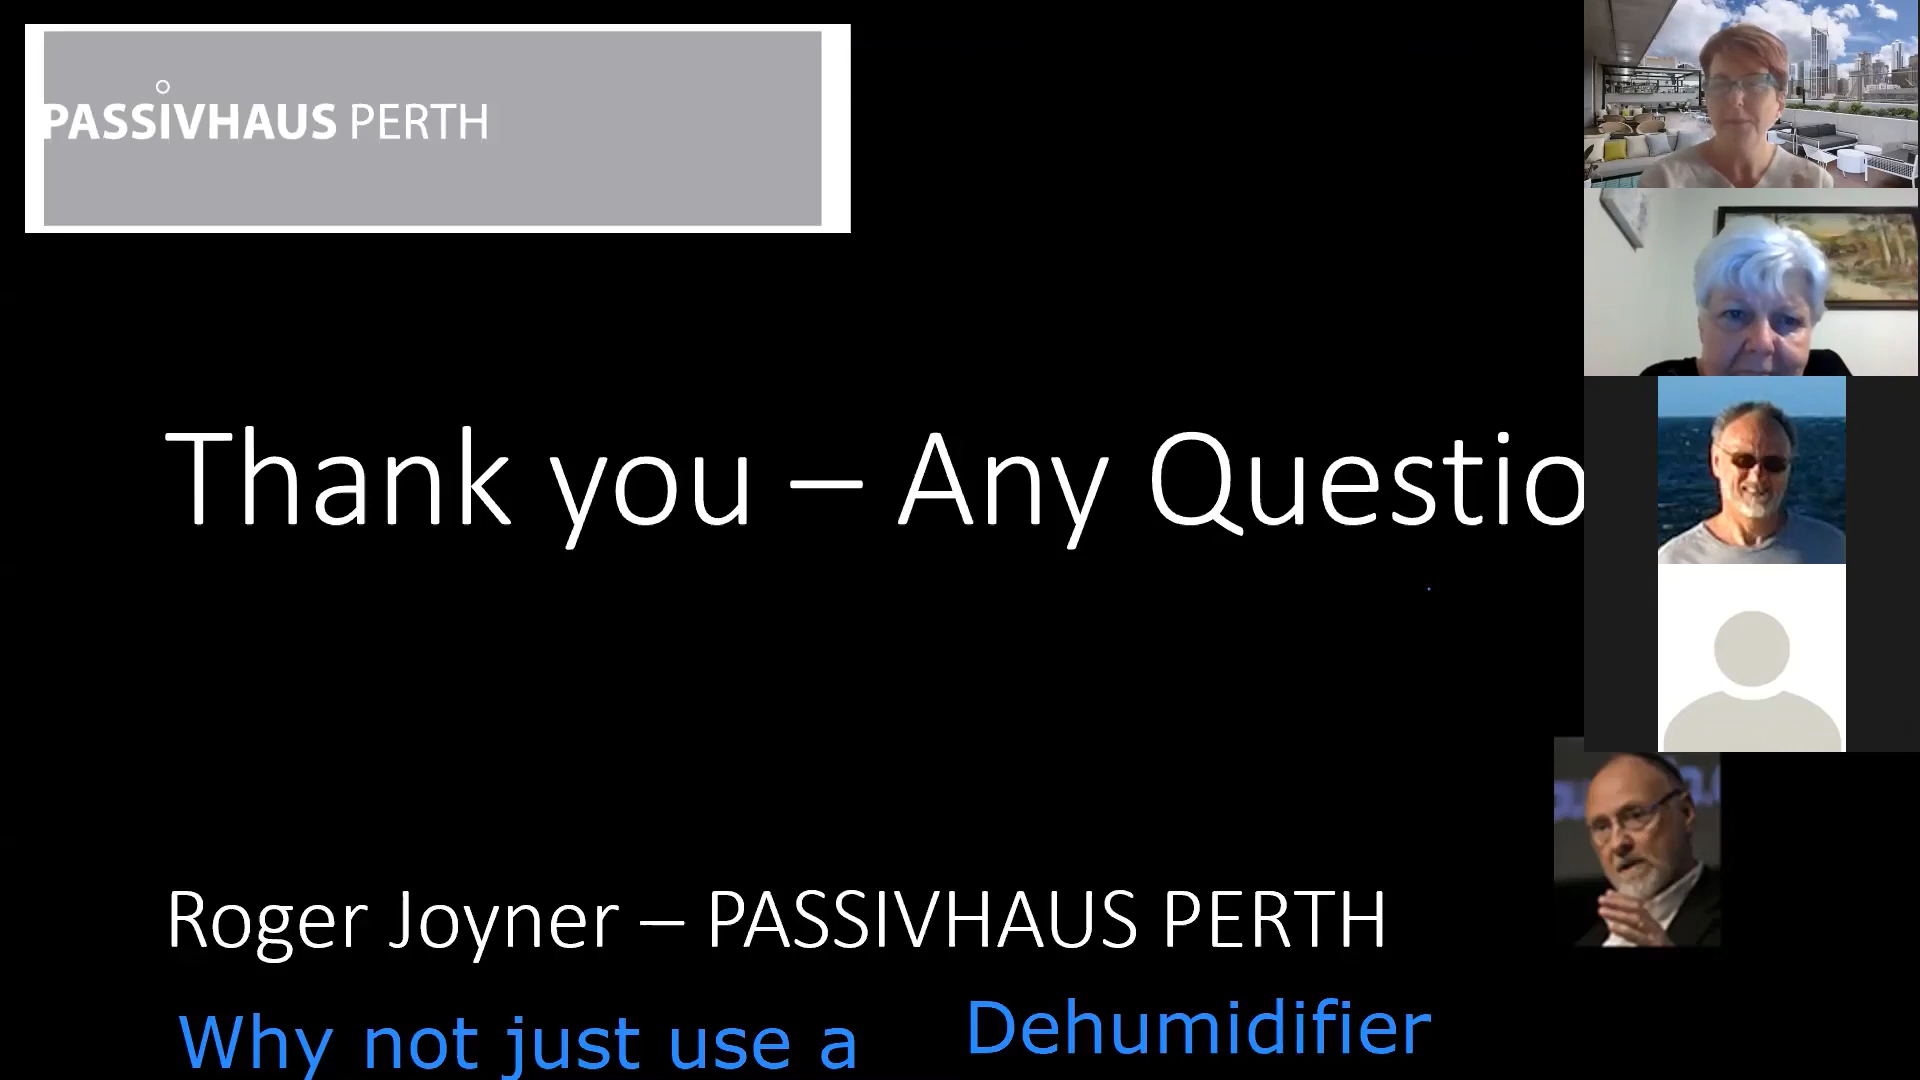 PASSIVHAUS PERTH
Thank you – Any Questio
Roger Joyner – PASSIVHAUS PERTH
Why not just use a Dehumidifier